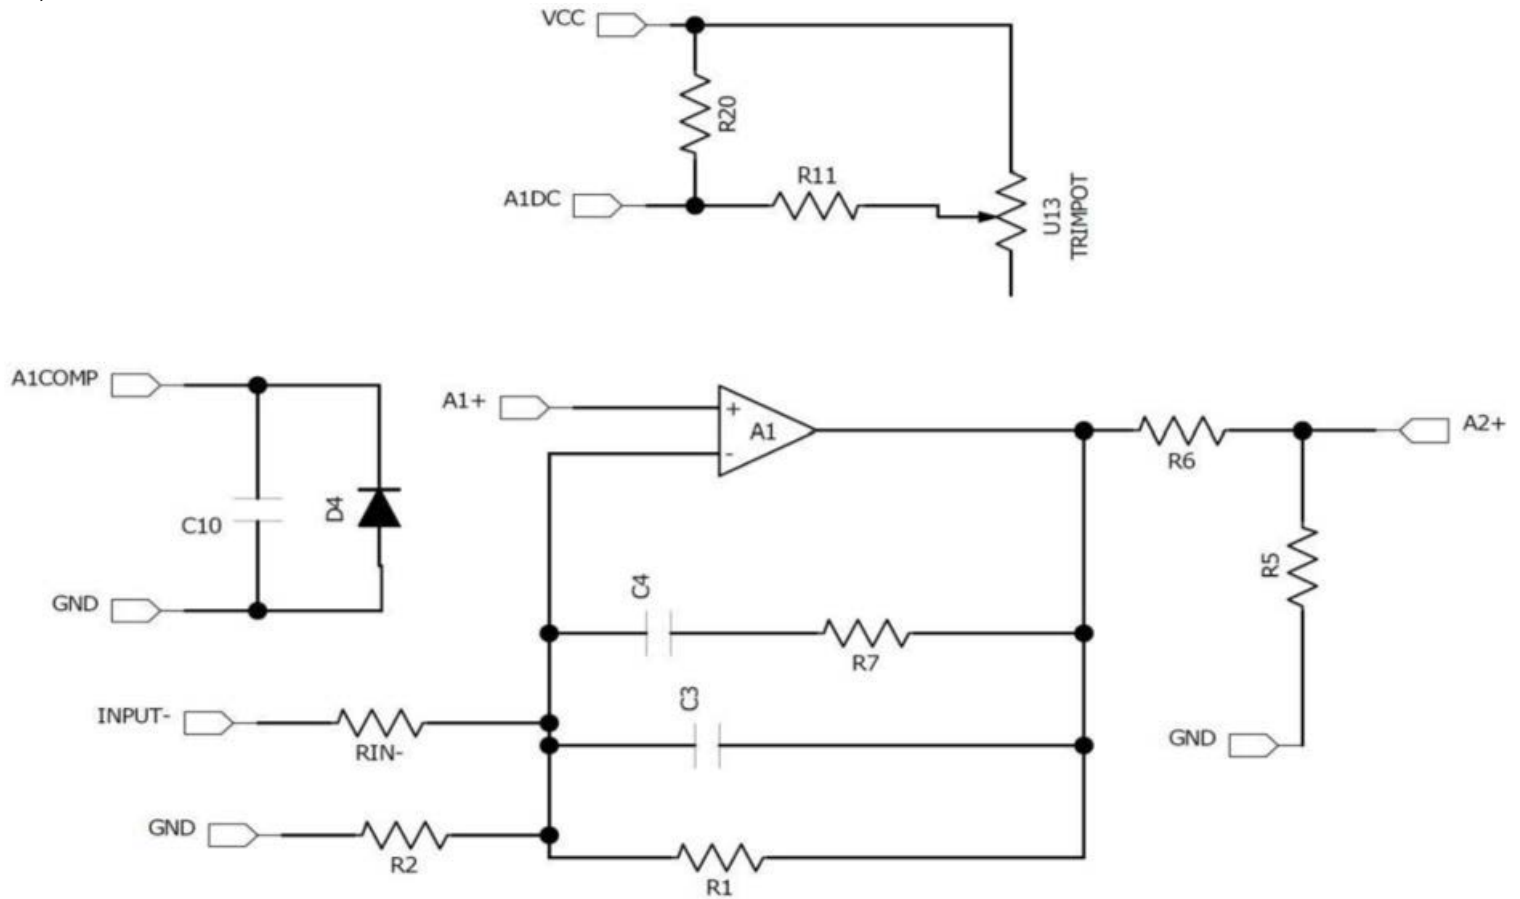 VCC
R20
A1DC
R11
U13
TRIMPOT
A1COMP
C10
D4
GND
A1+
+
A1
-
R6
A2+
R5
GND
C4
R7
INPUT-
RIN-
C3
GND
R2
R1